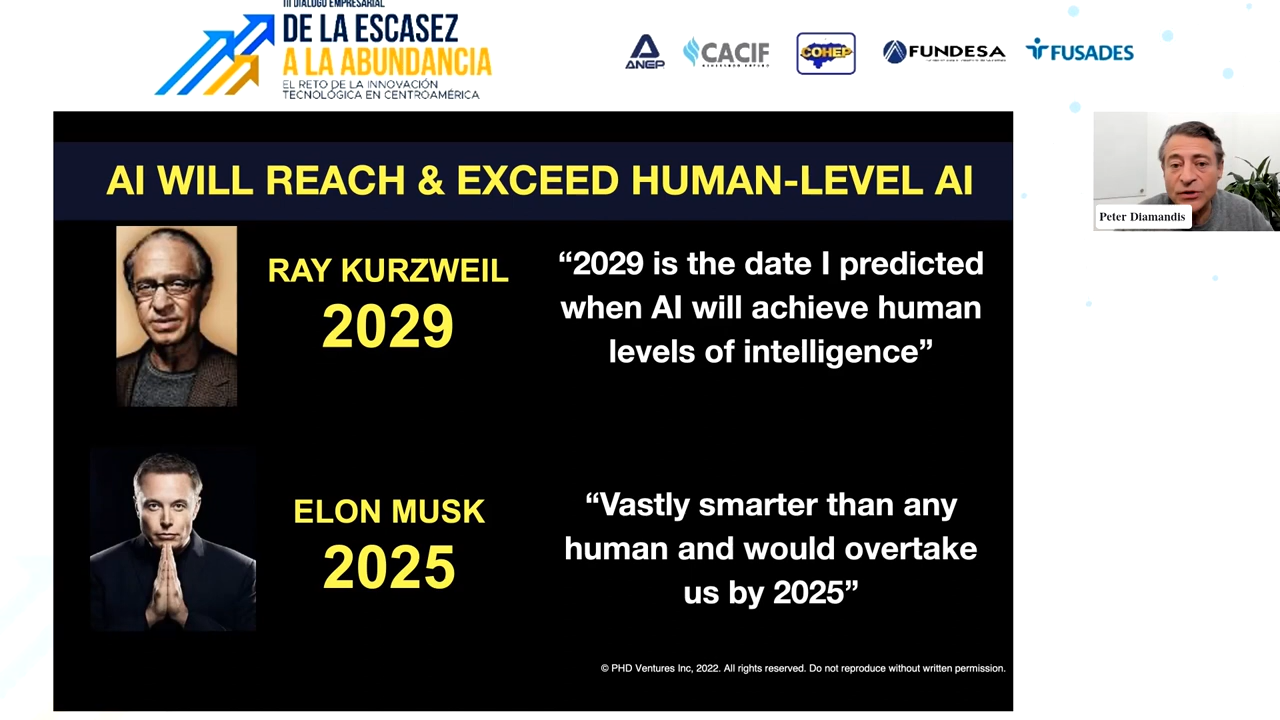 III DIÁLOGO EMPRESARIAL
DE LA ESCASEZ
A LA ABUNDANCIA
EL RETO DE LA INNOVACIÓN
TECNOLÓGICA EN CENTROAMÉRICA
ANEP
CACIF
COHEP
FUNDESA
FUSADES
AI WILL REACH & EXCEED HUMAN-LEVEL AI
RAY KURZWEIL
2029
“2029 is the date I predicted
when AI will achieve human
levels of intelligence”
ELON MUSK
2025
“Vastly smarter than any
human and would overtake
us by 2025”
© PHD Ventures Inc, 2022. All rights reserved. Do not reproduce without written permission.
Peter Diamandis